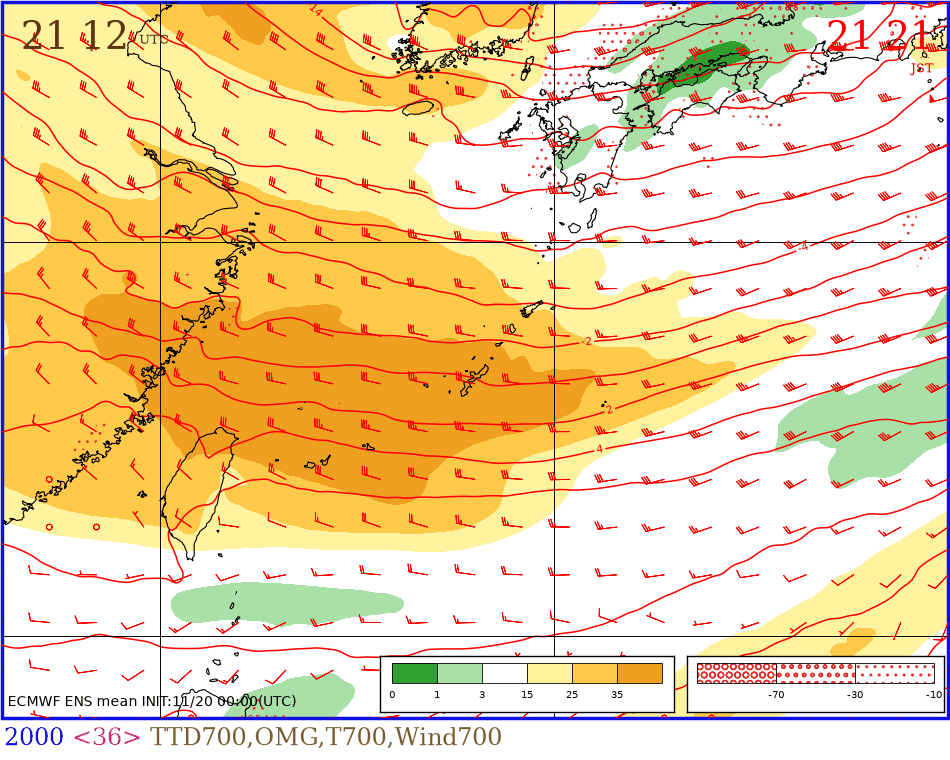 21 12 UTC
21 21
JST
-14
-4
-2
2
4
0 1 3 15 25 35
-70 -30 -10
ECMWF ENS mean INIT:11/20 00:00(UTC)
2000 <36> TTD700,OMG,T700,Wind700